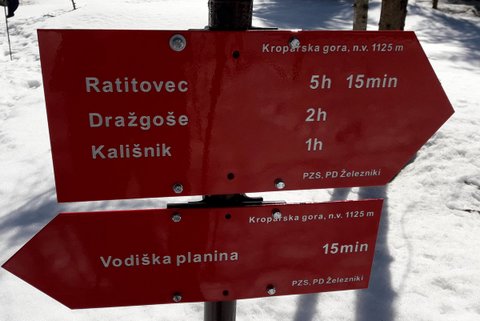 Kroparska gora, n.v. 1125 m
Ratitovec 5h 15min
Dražgoše 2h
Kališnik 1h
PZS, PD Železniki
Kroparska gora, n.v. 1125 m
Vodiška planina 15min
PZS, PD Železniki